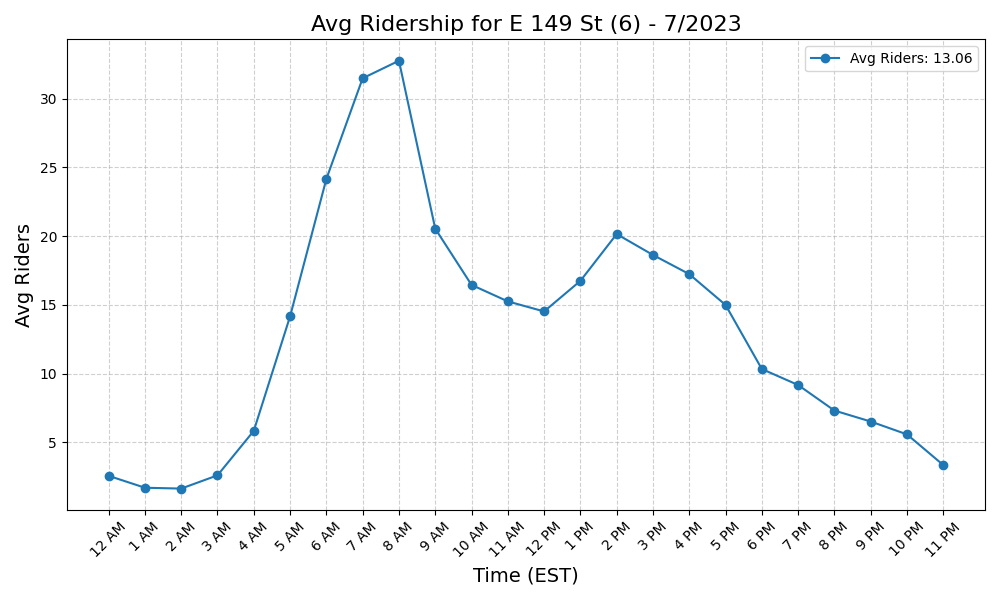 Avg Ridership for E 149 St (6) - 7/2023
Avg Riders: 13.06
Avg Riders
30
25
20
15
10
5
12 AM
1 AM
2 AM
3 AM
4 AM
5 AM
6 AM
7 AM
8 AM
9 AM
10 AM
11 AM
12 PM
1 PM
2 PM
3 PM
4 PM
5 PM
6 PM
7 PM
8 PM
9 PM
10 PM
11 PM
Time (EST)